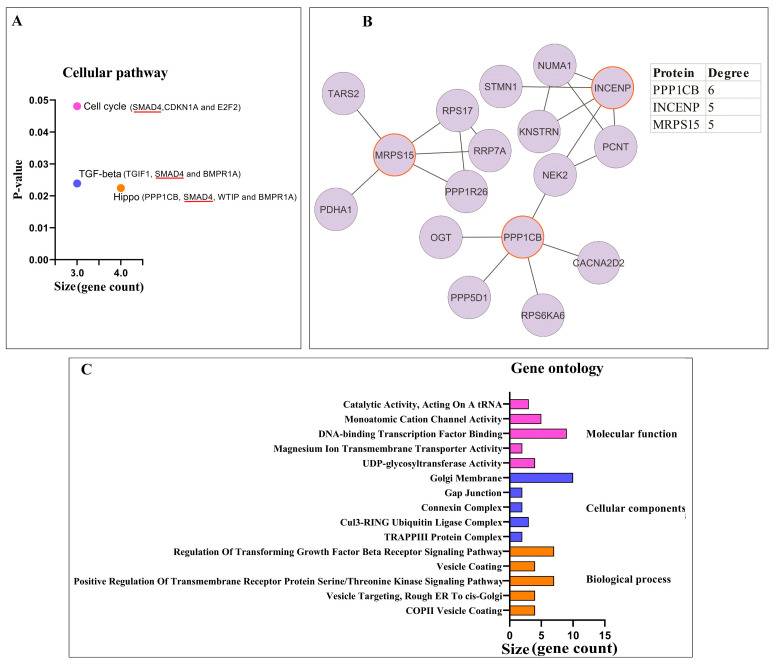 A
Cellular pathway
0.05
Cell cycle (SMAD4,CDKN1A and E2F2)
0.04
0.03
TGF-beta (TGIF1, SMAD4 and BMPR1A)
0.02
Hippo (PPP1CB, SMAD4, WTIP and BMPR1A)
0.01
0.00
P-value
3.0 4.0
Size (gene count)
B
NUMA1
STMN1
INCENP
TARS2
RPS17
KNSTRN
PCNT
MRPS15
RRP7A
NEK2
PPP1R26
PDHA1
OGT
PPP1CB
CACNA2D2
PPP5D1
RPS6KA6
Protein Degree
PPP1CB 6
INCENP 5
MRPS15 5
C
Gene ontology
Catalytic Activity, Acting On A tRNA
Monoatomic Cation Channel Activity
DNA-binding Transcription Factor Binding
Magnesium Ion Transmembrane Transporter Activity
UDP-glycosyltransferase Activity
Molecular function
Golgi Membrane
Gap Junction
Connexin Complex
Cul3-RING Ubiquitin Ligase Complex
TRAPPIII Protein Complex
Cellular components
Regulation Of Transforming Growth Factor Beta Receptor Signaling Pathway
Vesicle Coating
Positive Regulation Of Transmembrane Receptor Protein Serine/Threonine Kinase Signaling Pathway
Vesicle Targeting, Rough ER To cis-Golgi
COPII Vesicle Coating
Biological process
0 5 10 15
Size (gene count)